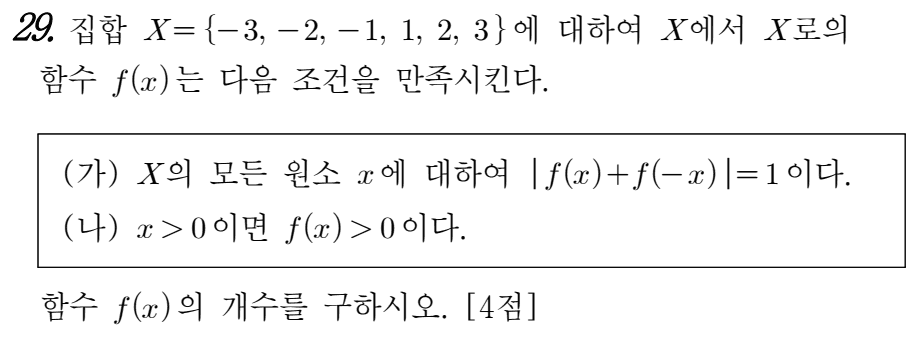 29. 집합 X={-3, -2, -1, 1, 2, 3}에 대하여 X에서 X로의
함수 f(x)는 다음 조건을 만족시킨다.
(가) X의 모든 원소 x에 대하여 |f(x)+f(-x)|=1이다.
(나) x>0이면 f(x)>0이다.
함수 f(x)의 개수를 구하시오. [4점]